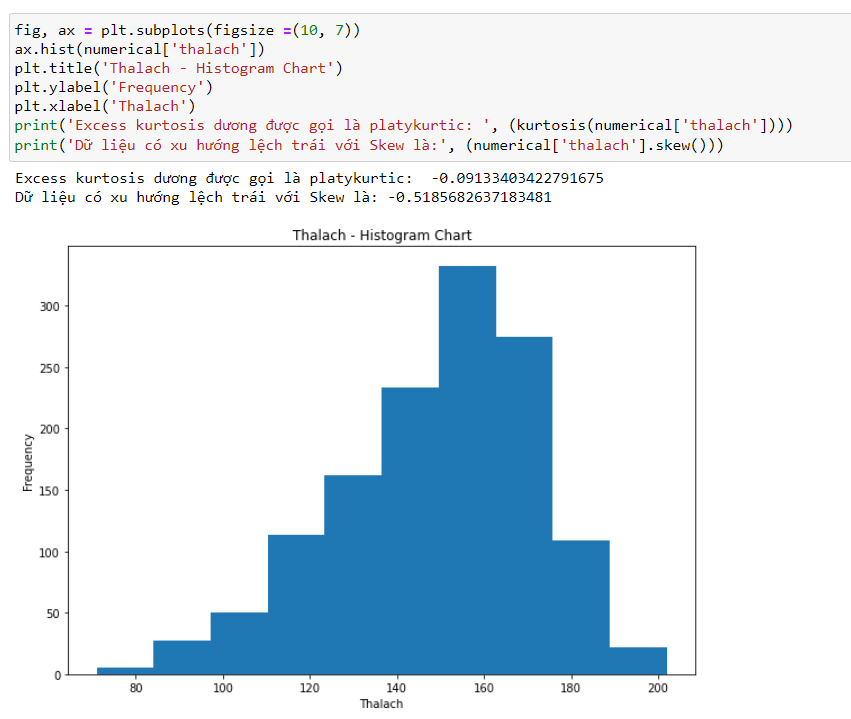 fig, ax = plt.subplots(figsize =(10, 7))
ax.hist(numerical['thalach'])
plt.title('Thalach - Histogram Chart')
plt.ylabel('Frequency')
plt.xlabel('Thalach')
print('Excess kurtosis dương được gọi là platykurtic: ', (kurtosis(numerical['thalach'])))
print('Dữ liệu có xu hướng lệch trái với Skew là:', (numerical['thalach'].skew()))
Excess kurtosis dương được gọi là platykurtic:  -0.09133403422791675
Dữ liệu có xu hướng lệch trái với Skew là: -0.5185682637183481
Thalach - Histogram Chart
Frequency
300
250
200
150
100
50
0
80 100 120 140 160 180 200
Thalach